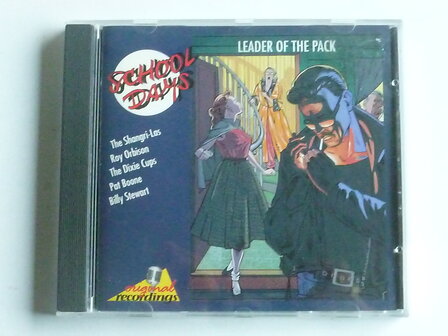 LEADER OF THE PACK
SCHOOL
DAYS
The Shangri-Las
Roy Orbison
The Dixie Cups
Pat Boone
Billy Stewart
original
recordings